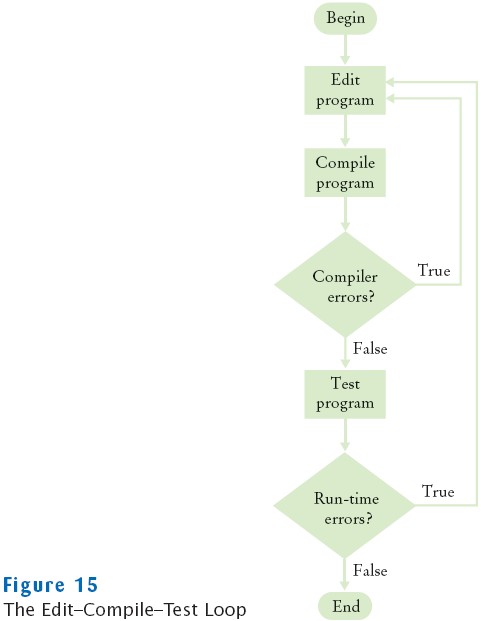 Begin
Edit
program
Compile
program
Compiler
errors?
True
False
Test
program
Run-time
errors?
True
False
End
Figure 15
The Edit–Compile–Test Loop